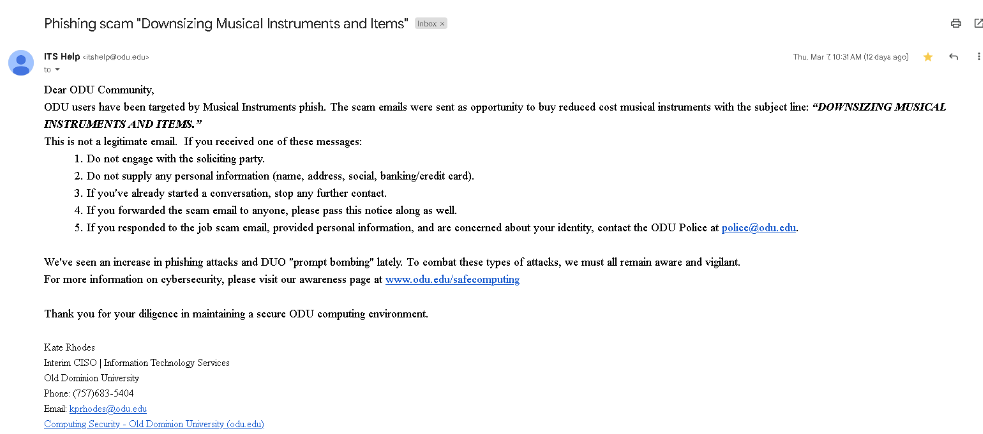 Phishing scam "Downsizing Musical Instruments and Items" Inbox ×
ITS Help <itshelp@odu.edu> Thu, Mar 7, 10:31 AM (12 days ago)
to
Dear ODU Community,
ODU users have been targeted by Musical Instruments phish. The scam emails were sent as opportunity to buy reduced cost musical instruments with the subject line: “DOWNSIZING MUSICAL
INSTRUMENTS AND ITEMS.”
This is not a legitimate email. If you received one of these messages:
1. Do not engage with the soliciting party.
2. Do not supply any personal information (name, address, social, banking/credit card).
3. If you've already started a conversation, stop any further contact.
4. If you forwarded the scam email to anyone, please pass this notice along as well.
5. If you responded to the job scam email, provided personal information, and are concerned about your identity, contact the ODU Police at police@odu.edu.
We've seen an increase in phishing attacks and DUO "prompt bombing" lately. To combat these types of attacks, we must all remain aware and vigilant.
For more information on cybersecurity, please visit our awareness page at www.odu.edu/safecomputing
Thank you for your diligence in maintaining a secure ODU computing environment.
Kate Rhodes
Interim CISO | Information Technology Services
Old Dominion University
Phone: (757)683-5404
Email: kprhodes@odu.edu
Computing Security - Old Dominion University (odu.edu)